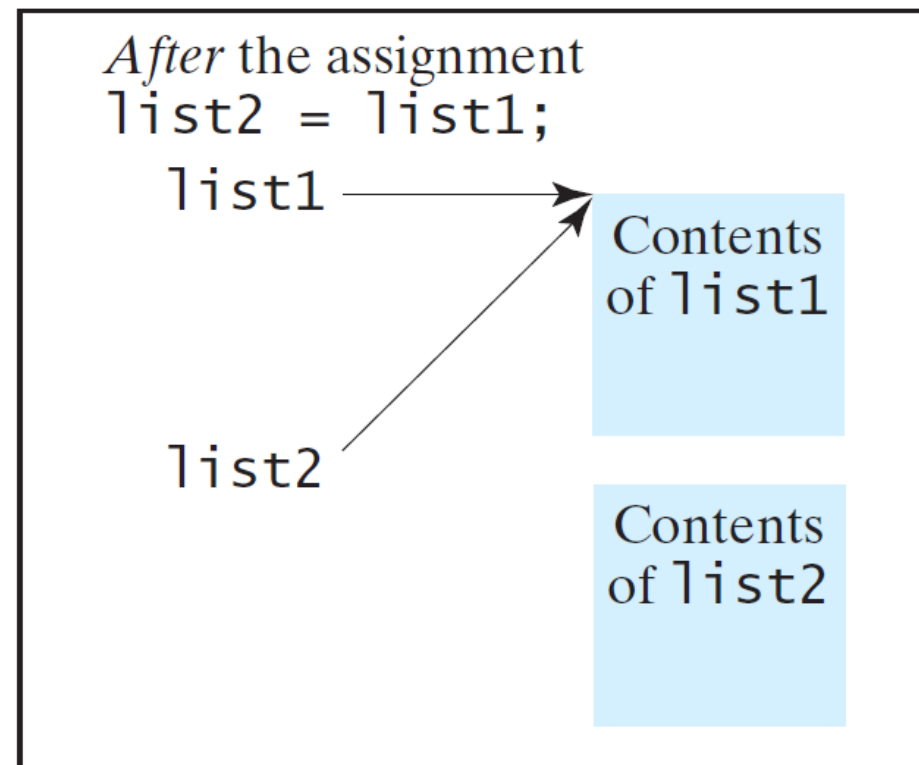 After the assignment
list2 = list1;
list1
Contents
of list1
list2
Contents
of list2